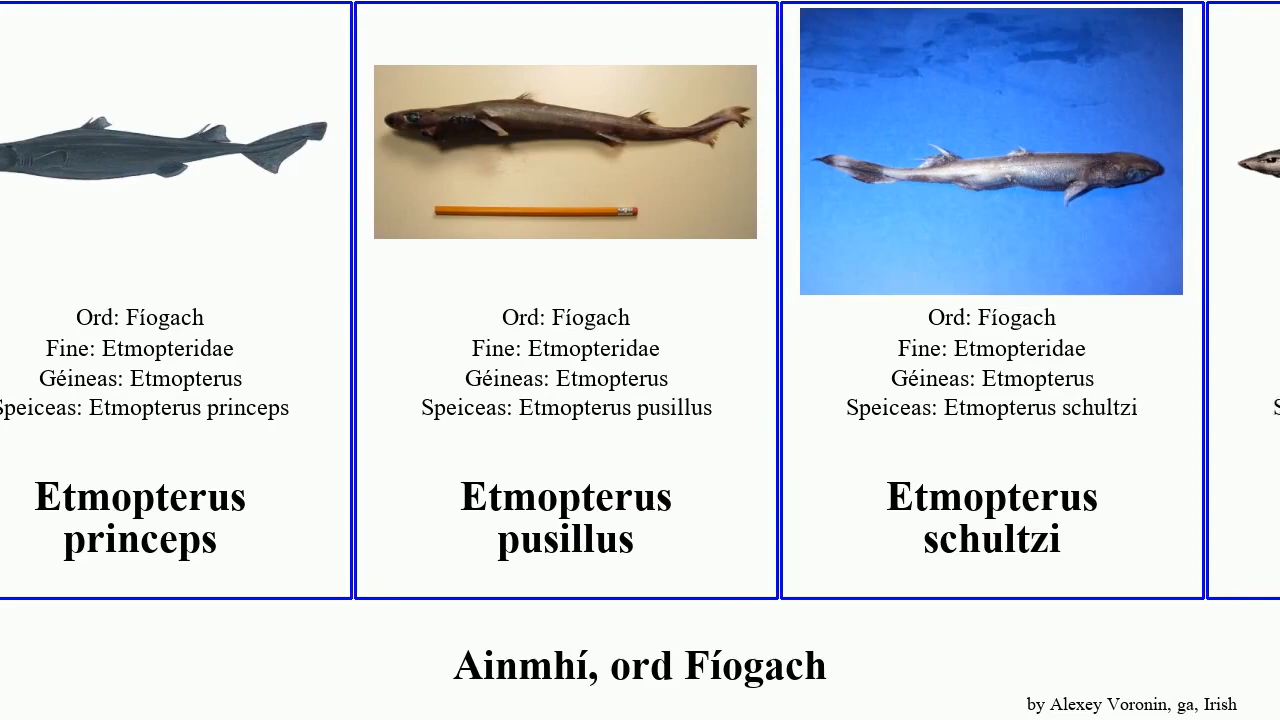 Ord: Fíogach
Fine: Etmopteridae
Géineas: Etmopterus
Speiceas: Etmopterus princeps
Etmopterus
princeps
Ord: Fíogach
Fine: Etmopteridae
Géineas: Etmopterus
Speiceas: Etmopterus pusillus
Etmopterus
pusillus
Ord: Fíogach
Fine: Etmopteridae
Géineas: Etmopterus
Speiceas: Etmopterus schultzi
Etmopterus
schultzi
Ainmhí, ord Fíogach
by Alexey Voronin, ga, Irish